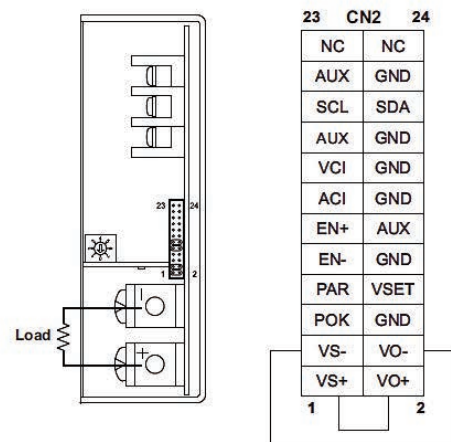 23 CN2 24
NC NC
AUX GND
SCL SDA
AUX GND
VCI GND
ACI GND
EN+ AUX
EN- GND
PAR VSET
POK GND
VS- VO-
VS+ VO+
1 2
23 24
1 2
-
Load
+